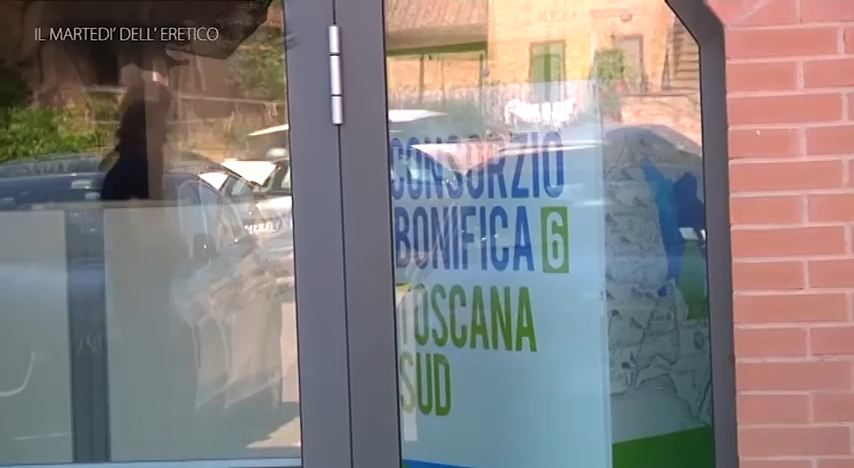 IL MARTEDI' DELL' ERETICO
CONSORZIO
BONIFICA 6
TOSCANA
SUD